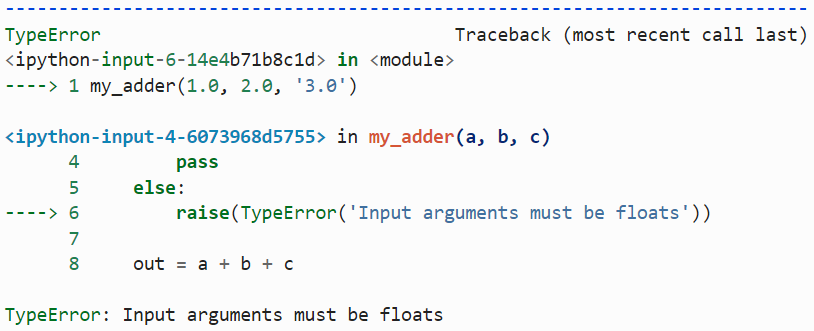 ---------------------------------------------------------------------------
TypeError                                 Traceback (most recent call last)
<ipython-input-6-14e4b71b8c1d> in <module>
----> 1 my_adder(1.0, 2.0, '3.0')

<ipython-input-4-6073968d5755> in my_adder(a, b, c)
      4         pass
      5     else:
----> 6         raise(TypeError('Input arguments must be floats'))
      7 
      8     out = a + b + c

TypeError: Input arguments must be floats